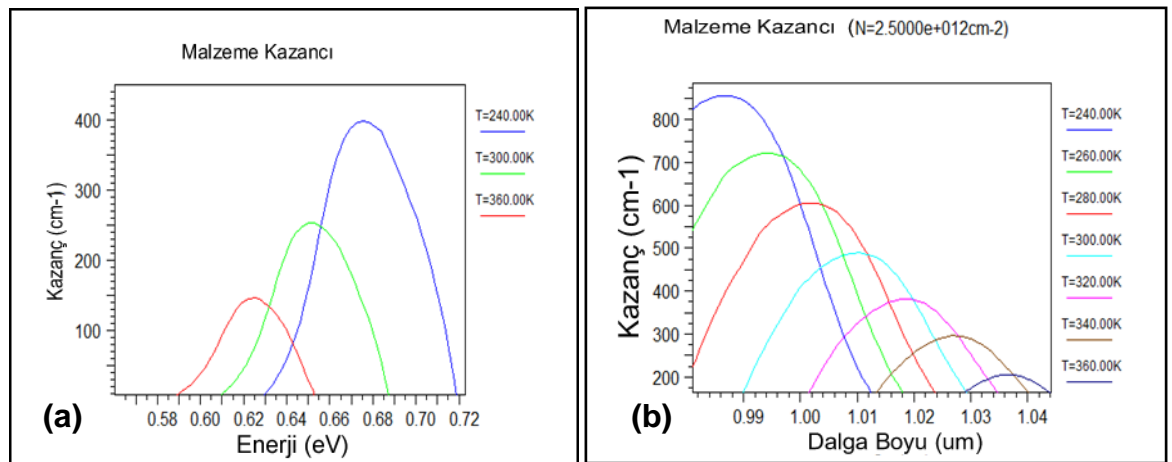 Malzeme Kazancı
Kazanç (cm-1)
400
300
200
100
0.58 0.60 0.62 0.64 0.66 0.68 0.70 0.72
Enerji (eV)
T=240.00K
T=300.00K
T=360.00K
(a)
Malzeme Kazancı (N=2.5000e+012cm-2)
Kazanç (cm-1)
800
700
600
500
400
300
200
0.99 1.00 1.01 1.02 1.03 1.04
Dalga Boyu (um)
T=240.00K
T=260.00K
T=280.00K
T=300.00K
T=320.00K
T=340.00K
T=360.00K
(b)